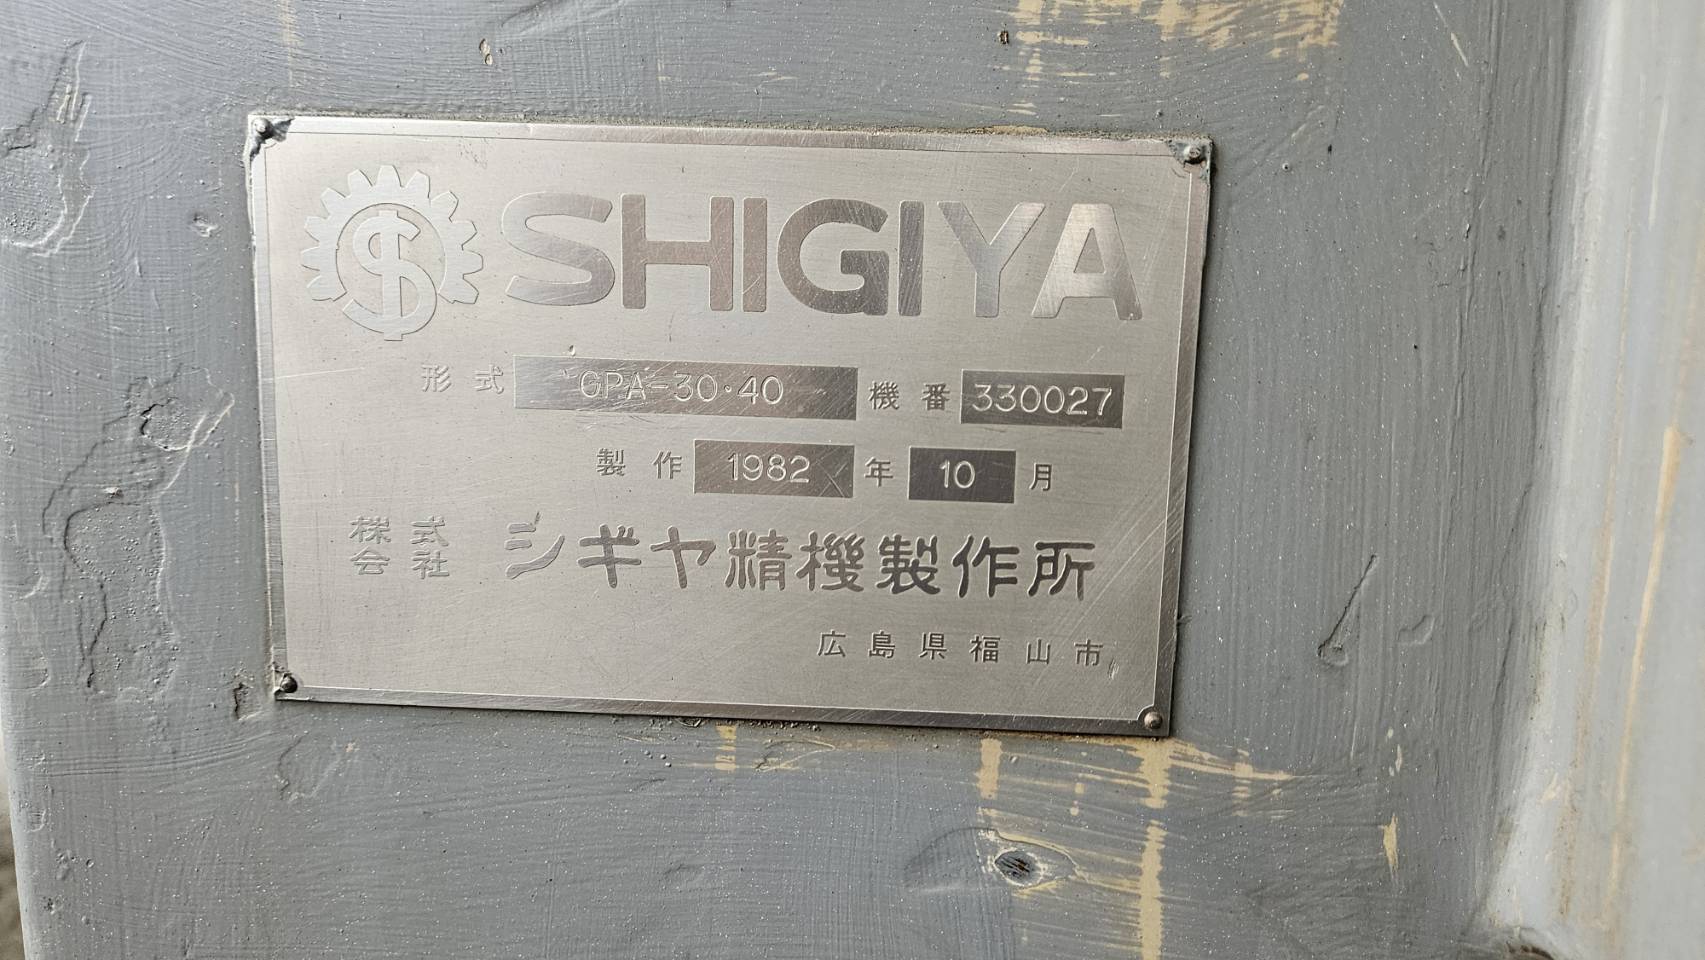 SHIGIYA
形式 GPA-30・40 機番 330027
製作 1982 年 10 月
株式会社 シギヤ精機製作所
広島県福山市